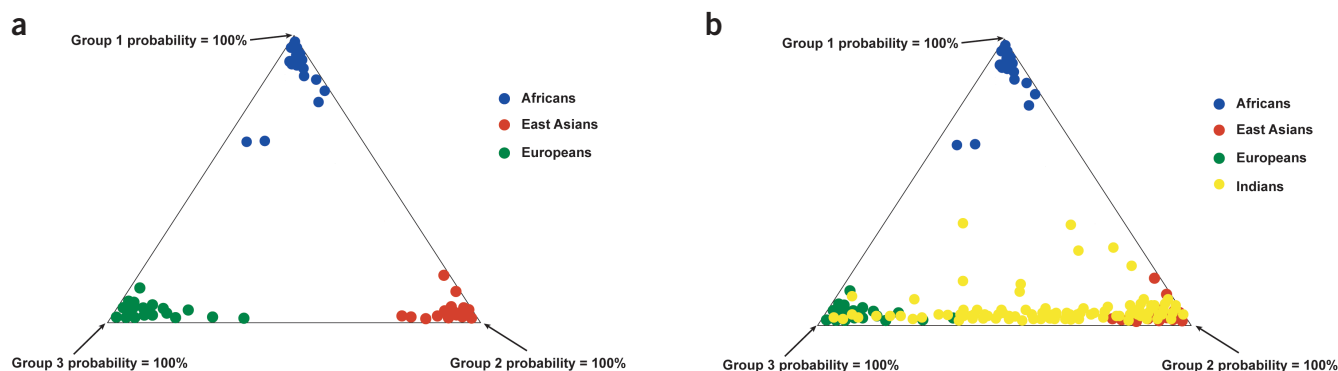 a
Group 1 probability = 100%
Africans
East Asians
Europeans
Group 3 probability = 100%
Group 2 probability = 100%
b
Group 1 probability = 100%
Africans
East Asians
Europeans
Indians
Group 3 probability = 100%
Group 2 probability = 100%